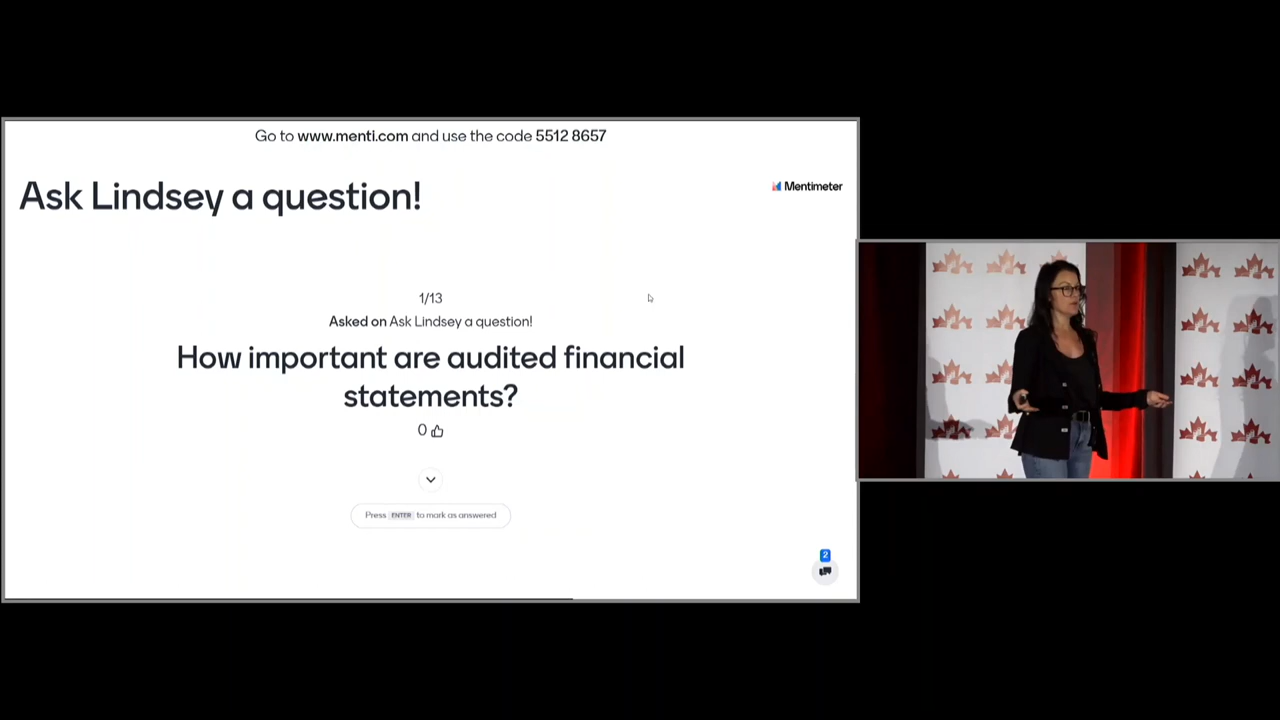 Go to www.menti.com and use the code 5512 8657
Ask Lindsey a question!
Mentimeter
1/13
Asked on Ask Lindsey a question!
How important are audited financial
statements?
0
Press ENTER to mark as answered
2